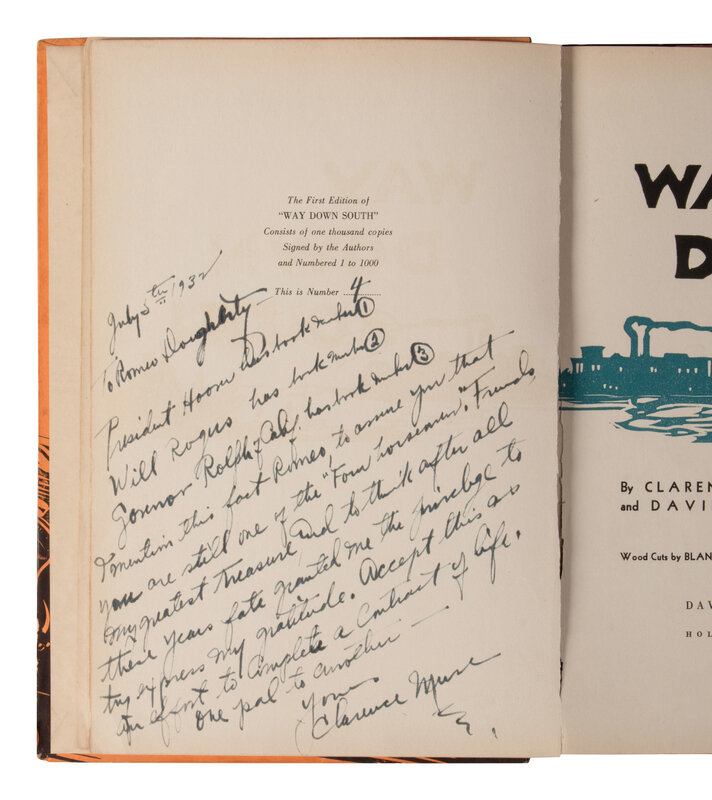 The First Edition of
"WAY DOWN SOUTH"
Consists of one thousand copies
Signed by the Authors
and Numbered 1 to 1000
This is Number 4
July 5th 1932
To Romeo Dougherty—
President Hoover has book number 1
Will Rogers has book number 2
Govenor Rolph of Cal, has book number 3
I mention this fact Romeo, to assure you that
you are still one of the "Four horsemen." Friends
my greatest treasure and to think after all
these years fate granted me the privilege to
try express my gratitude. Accept this as
an effort to complete a Contract of life.
One pal to another—
Yours
Clarence Muse
WA
D
By CLAREN
and DAVI
Wood Cuts by BLAN
DAV
HOL